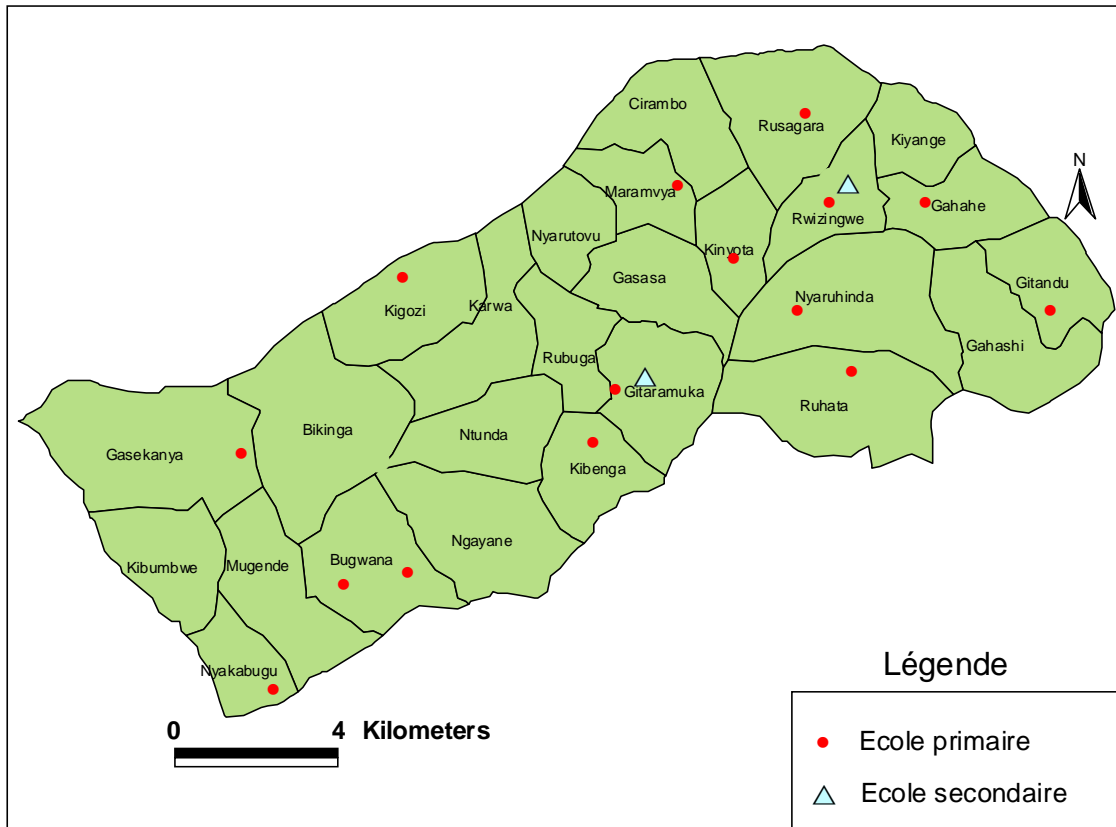 Cirambo
Rusagara
Kiyange
N
Maramvya
Rwizingwe
Gahahe
Nyarutovu
Kinyota
Gasasa
Gitandu
Nyaruhinda
Kigozi
Karwa
Gahashi
Rubuga
Gitaramuka
Ruhata
Bikinga
Ntunda
Gasekanya
Kibenga
Ngayane
Bugwana
Kibumbwe
Mugende
Nyakabugu
Légende
0 4 Kilometers
Ecole primaire
Ecole secondaire